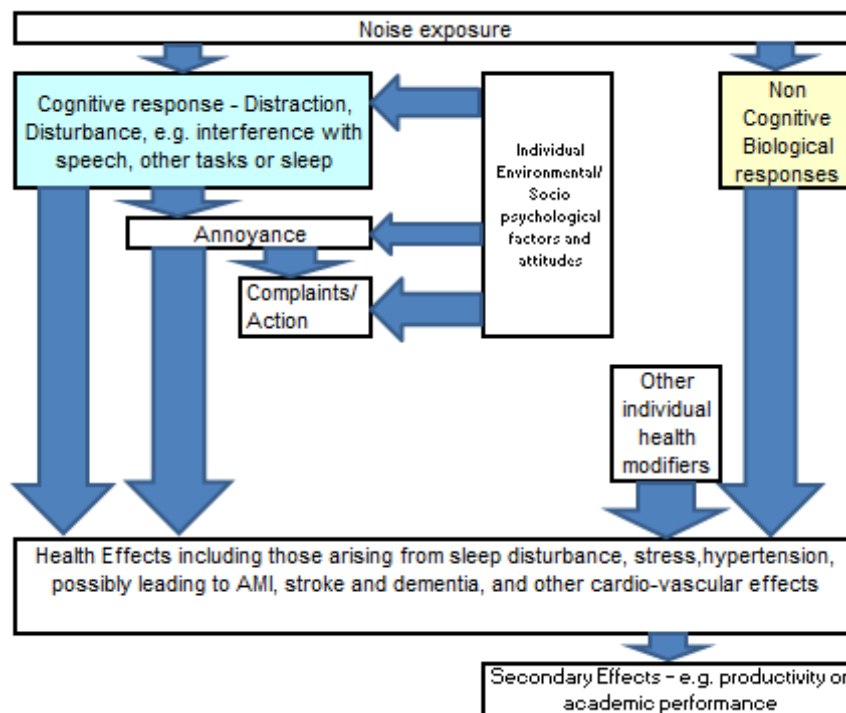 Noise exposure
Cognitive response - Distraction,
Disturbance, e.g. interference with
speech, other tasks or sleep
Non
Cognitive
Biological
responses
Individual
Environmental/
Socio
psychological
factors and
attitudes
Annoyance
Complaints/
Action
Other
individual
health
modifiers
Health Effects including those arising from sleep disturbance, stress,hypertension,
possibly leading to AMI, stroke and dementia, and other cardio-vascular effects
Secondary Effects - e.g. productivity or
academic performance